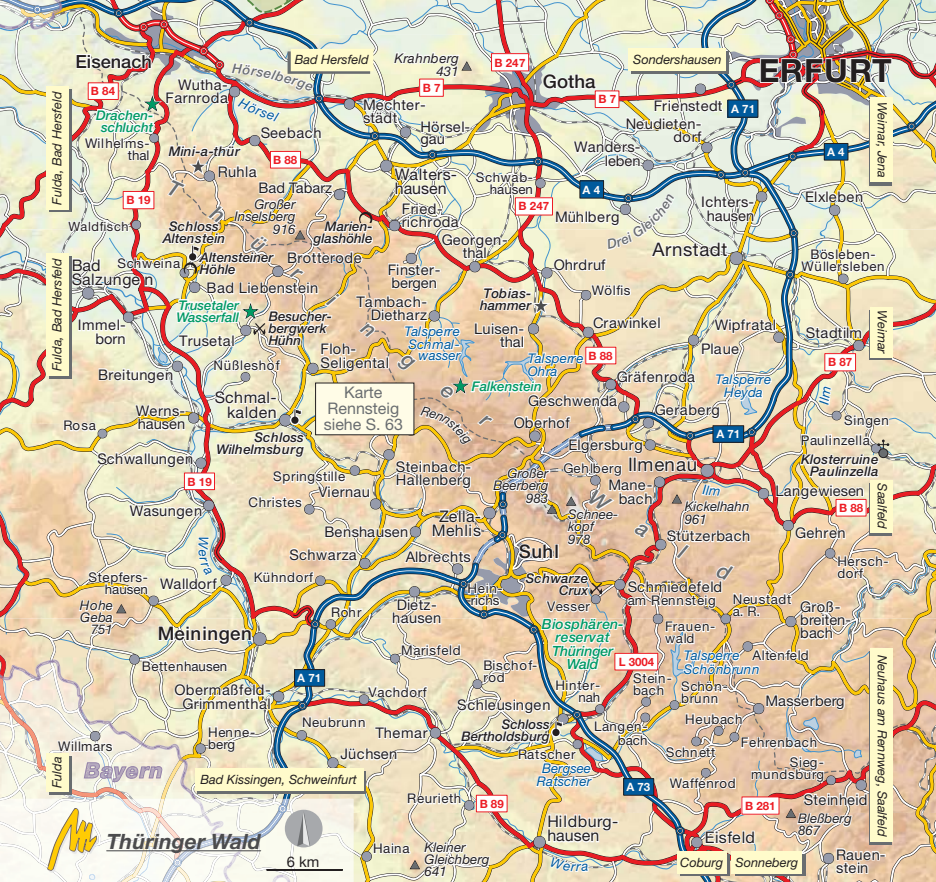 Eisenach
Bad Hersfeld
Krahnberg
431
B 247
Gotha
Sondershausen
ERFURT
B 84
Wutha-
Farnroda
Hörselberge
Hörsel
B 7
B 7
Frienstedt
A 71
Drachen-
schlucht
Mechter-
städt
Neudieten-
dorf
Wilhelms-
thal
Seebach
Hörsel-
gau
Wanders-
leben
A 4
Weimar, Jena
Fulda, Bad Hersfeld
Mini-a-thür
B 88
Ruhla
Bad Tabarz
Walters-
hausen
Schwab-
hausen
A 4
B 19
B 247
Mühlberg
Ichters-
hausen
Elxleben
Großer
Inselsberg
916
Waldfisch
Schloss
Altenstein
Marien-
glashöhle
Fried-
richroda
Georgen-
thal
Drei Gleichen
Arnstadt
Schweina
Altensteiner
Höhle
Brotterode
Finster-
bergen
Ohrdruf
Bösleben-
Wüllersleben
Bad
Salzungen
Bad Liebenstein
Tobias-
hammer
Wölfis
Fulda, Bad Hersfeld
Trusetaler
Wasserfall
Besucher-
bergwerk
Hühn
Tambach-
Dietharz
Immel-
born
Trusetal
Luisen-
thal
Crawinkel
Wipfratal
Stadtilm
Weimar
Talsperre
Schmal-
wasser
Floh-
Seligental
Plaue
B 88
B 87
Breitungen
Nüßleshof
Talsperre
Ohra
Gräfenroda
Talsperre
Heyda
Falkenstein
Karte
Rennsteig
siehe S. 63
Ilm
Schmal-
kalden
Geschwenda
Werns-
hausen
Rennsteig
Oberhof
Geraberg
Singen
Rosa
Elgersburg
A 71
Paulinzella
Schloss
Wilhelmsburg
Klosterruine
Paulinzella
Schwallungen
Steinbach-
Hallenberg
Großer
Beerberg
983
Gehlberg
Ilmenau
Springstille
B 19
Viernau
Mane-
bach
Ilm
Langewiesen
Saalfeld
Christes
Wasungen
Kickelhahn
961
B 88
Zella-
Mehlis
Schnee-
kopf
978
Benshausen
Stützerbach
Gehren
Thüringer Wald
Werra
Schwarza
Albrechts
Suhl
Herschdorf
Stepfers-
hausen
Walldorf
Kühndorf
Schwarze
Crux
Schmiedefeld
am Rennsteig
Hein-
richs
Hohe
Geba
751
Dietz-
hausen
Vesser
Neustadt
a. R.
Rohr
Groß-
breiten-
bach
Meiningen
Biosphären-
reservat
Thüringer
Wald
Frauen-
wald
Marisfeld
Talsperre
Schönbrunn
Altenfeld
Bettenhausen
Bischof-
rod
L 3004
A 71
Hinter-
nah
Stein-
bach
Schön-
brunn
Obermaßfeld-
Grimmenthal
Vachdorf
Schleusingen
Masserberg
Neuhaus am Rennweg, Saalfeld
Neubrunn
Themar
Schloss
Bertholdsburg
Langen-
bach
Heubach
Henne-
berg
Fehrenbach
Willmars
Jüchsen
Ratscher
Schnett
Bayern
Bergsee
Ratscher
Sieg-
mundsburg
Fulda
Bad Kissingen, Schweinfurt
A 73
Waffenrod
Reurieth
B 89
B 281
Steinheid
Bleßberg
867
Thüringer Wald
Hildburg-
hausen
Eisfeld
6 km
Haina
Kleiner
Gleichberg
641
Werra
Coburg
Sonneberg
Rauen-
stein